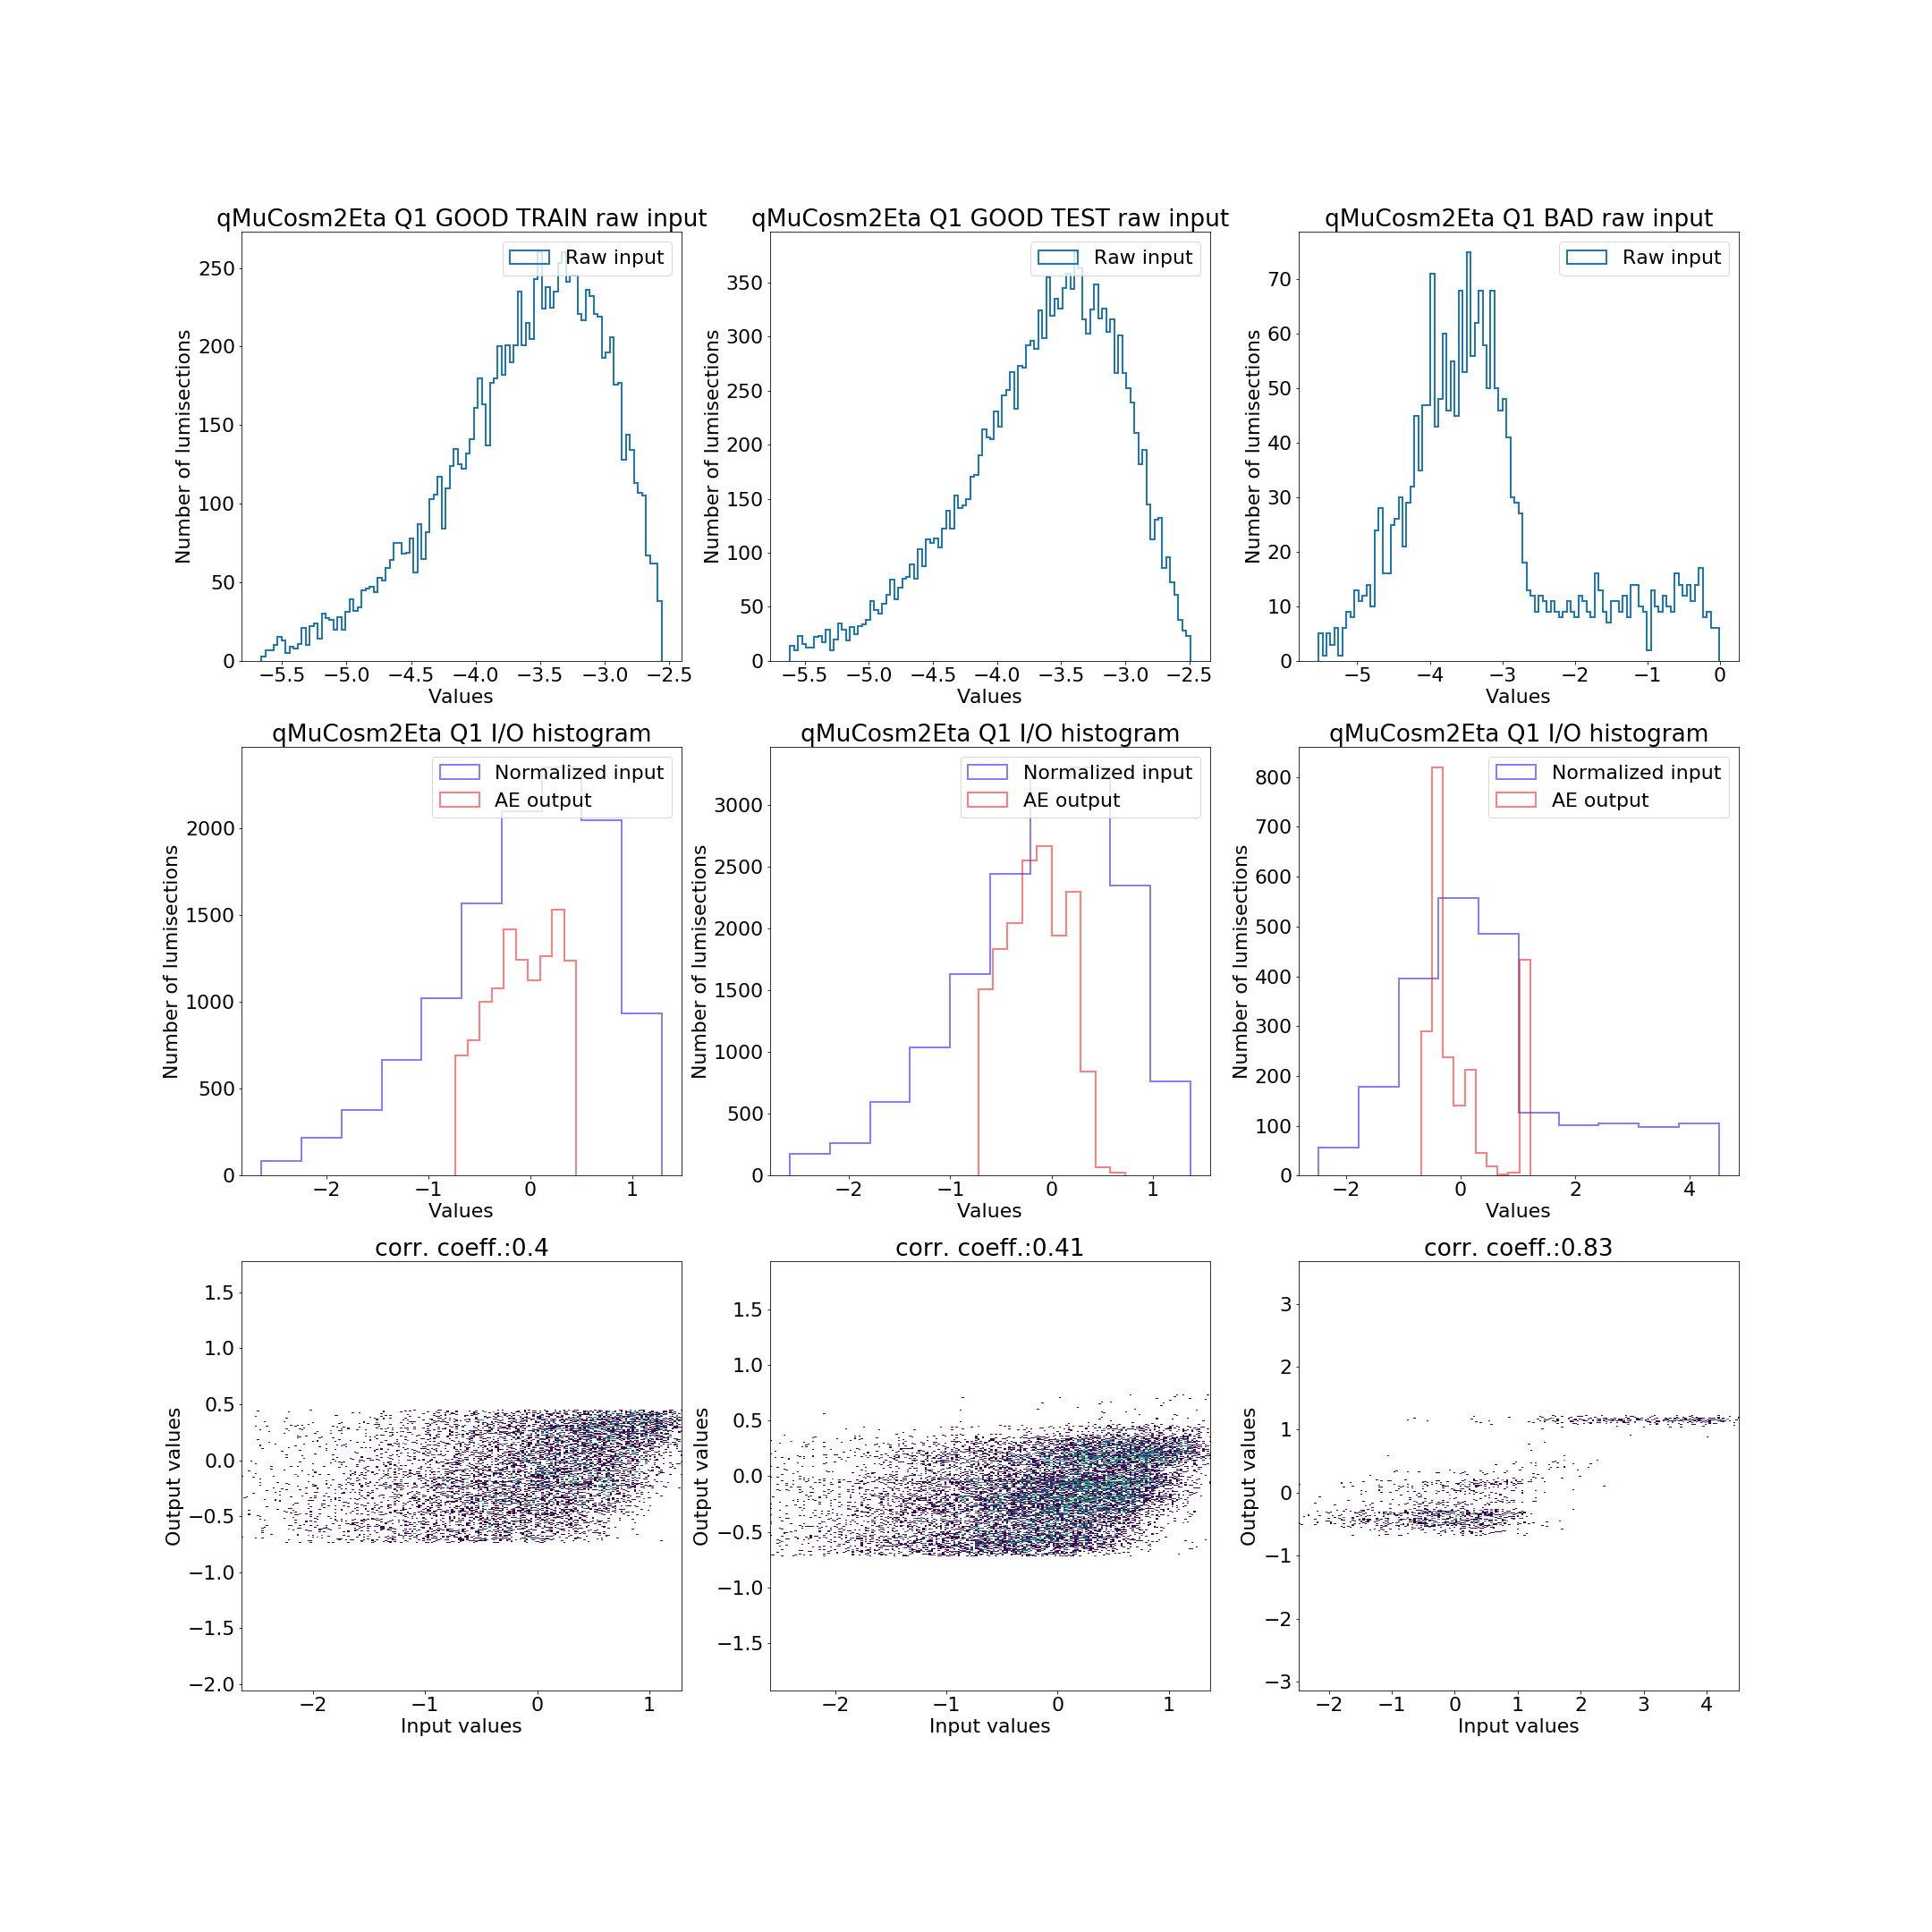 qMuCosm2Eta Q1 GOOD TRAIN raw input
Raw input
Number of lumisections
250
200
150
100
50
0
−5.5 −5.0 −4.5 −4.0 −3.5 −3.0 −2.5
Values
qMuCosm2Eta Q1 GOOD TEST raw input
Raw input
Number of lumisections
350
300
250
200
150
100
50
0
−5.5 −5.0 −4.5 −4.0 −3.5 −3.0 −2.5
Values
qMuCosm2Eta Q1 BAD raw input
Raw input
Number of lumisections
70
60
50
40
30
20
10
0
−5 −4 −3 −2 −1 0
Values
qMuCosm2Eta Q1 I/O histogram
Normalized input
AE output
Number of lumisections
2000
1500
1000
500
0
−2 −1 0 1
Values
qMuCosm2Eta Q1 I/O histogram
Normalized input
AE output
Number of lumisections
3000
2500
2000
1500
1000
500
0
−2 −1 0 1
Values
qMuCosm2Eta Q1 I/O histogram
Normalized input
AE output
Number of lumisections
800
700
600
500
400
300
200
100
0
−2 0 2 4
Values
corr. coeff.:0.4
Output values
1.5
1.0
0.5
0.0
−0.5
−1.0
−1.5
−2.0
−2 −1 0 1
Input values
corr. coeff.:0.41
Output values
1.5
1.0
0.5
0.0
−0.5
−1.0
−1.5
−2 −1 0 1
Input values
corr. coeff.:0.83
Output values
3
2
1
0
−1
−2
−3
−2 −1 0 1 2 3 4
Input values